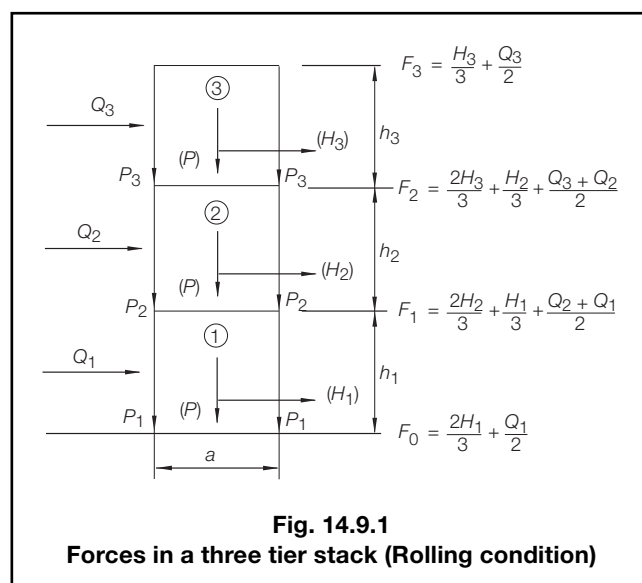 F₃ = H₃/3 + Q₃/2
③
Q₃
h₃
(P)
(H₃)
P₃
P₃
F₂ = 2H₃/3 + H₂/3 + (Q₃ + Q₂)/2
②
Q₂
h₂
(P)
(H₂)
P₂
P₂
F₁ = 2H₂/3 + H₁/3 + (Q₂ + Q₁)/2
①
Q₁
h₁
(P)
(H₁)
P₁
P₁
F₀ = 2H₁/3 + Q₁/2
a
Fig. 14.9.1
Forces in a three tier stack (Rolling condition)